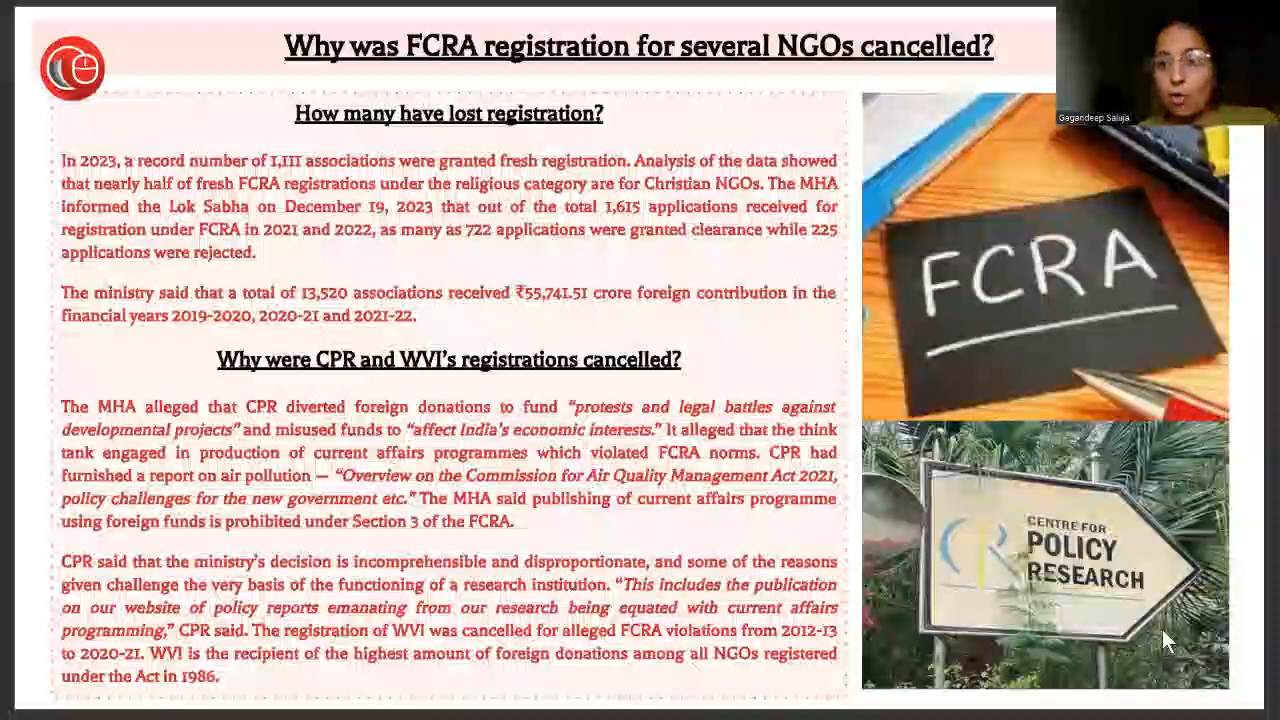 Why was FCRA registration for several NGOs cancelled?
Gagandeep Saluja
How many have lost registration?
In 2023, a record number of 1,111 associations were granted fresh registration. Analysis of the data showed
that nearly half of fresh FCRA registrations under the religious category are for Christian NGOs. The MHA
informed the Lok Sabha on December 19, 2023 that out of the total 1,615 applications received for
registration under FCRA in 2021 and 2022, as many as 722 applications were granted clearance while 225
applications were rejected.
The ministry said that a total of 13,520 associations received ₹55,741.51 crore foreign contribution in the
financial years 2019-2020, 2020-21 and 2021-22.
Why were CPR and WVI's registrations cancelled?
The MHA alleged that CPR diverted foreign donations to fund “protests and legal battles against
developmental projects” and misused funds to “affect India's economic interests.” It alleged that the think
tank engaged in production of current affairs programmes which violated FCRA norms. CPR had
furnished a report on air pollution — “Overview on the Commission for Air Quality Management Act 2021,
policy challenges for the new government etc.” The MHA said publishing of current affairs programme
using foreign funds is prohibited under Section 3 of the FCRA.
CPR said that the ministry's decision is incomprehensible and disproportionate, and some of the reasons
given challenge the very basis of the functioning of a research institution. “This includes the publication
on our website of policy reports emanating from our research being equated with current affairs
programming,” CPR said. The registration of WVI was cancelled for alleged FCRA violations from 2012-13
to 2020-21. WVI is the recipient of the highest amount of foreign donations among all NGOs registered
under the Act in 1986.
FCRA
CENTRE FOR
POLICY
RESEARCH